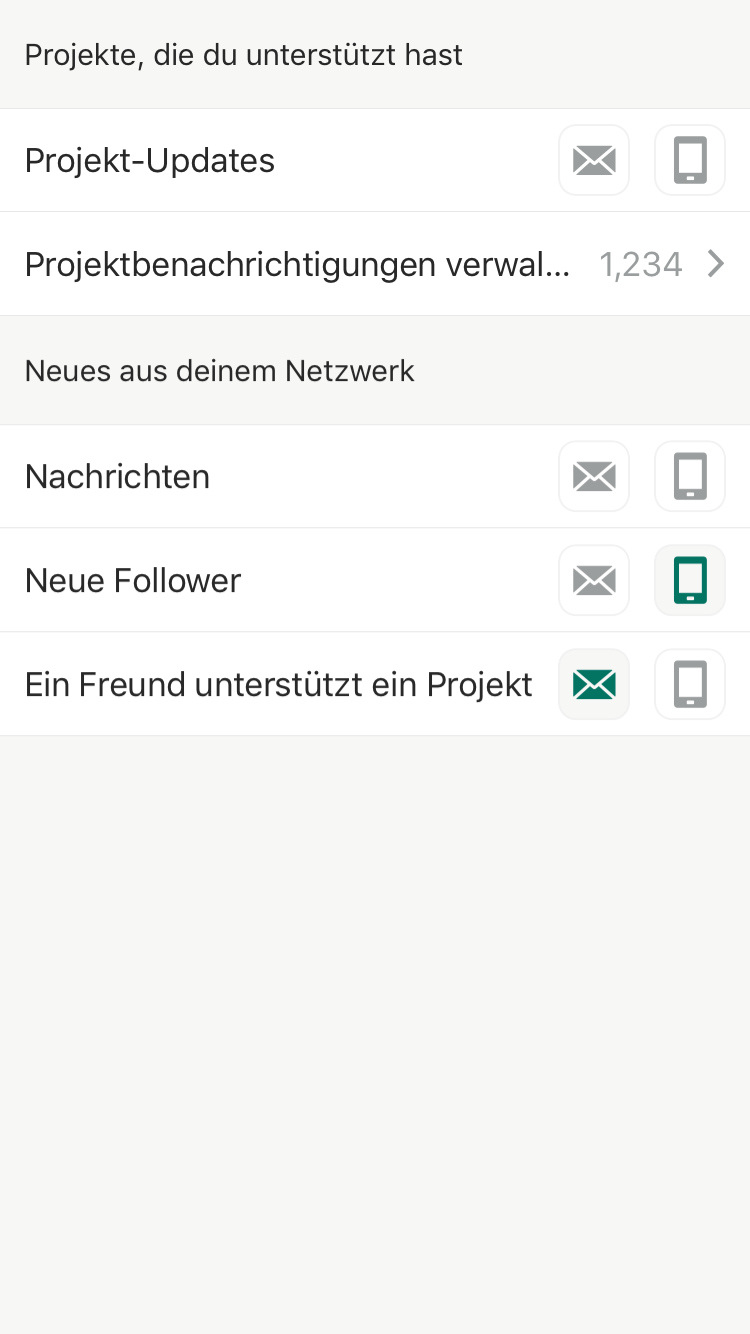 Projekte, die du unterstützt hast
Projekt-Updates
Projektbenachrichtigungen verwal... 1,234
Neues aus deinem Netzwerk
Nachrichten
Neue Follower
Ein Freund unterstützt ein Projekt